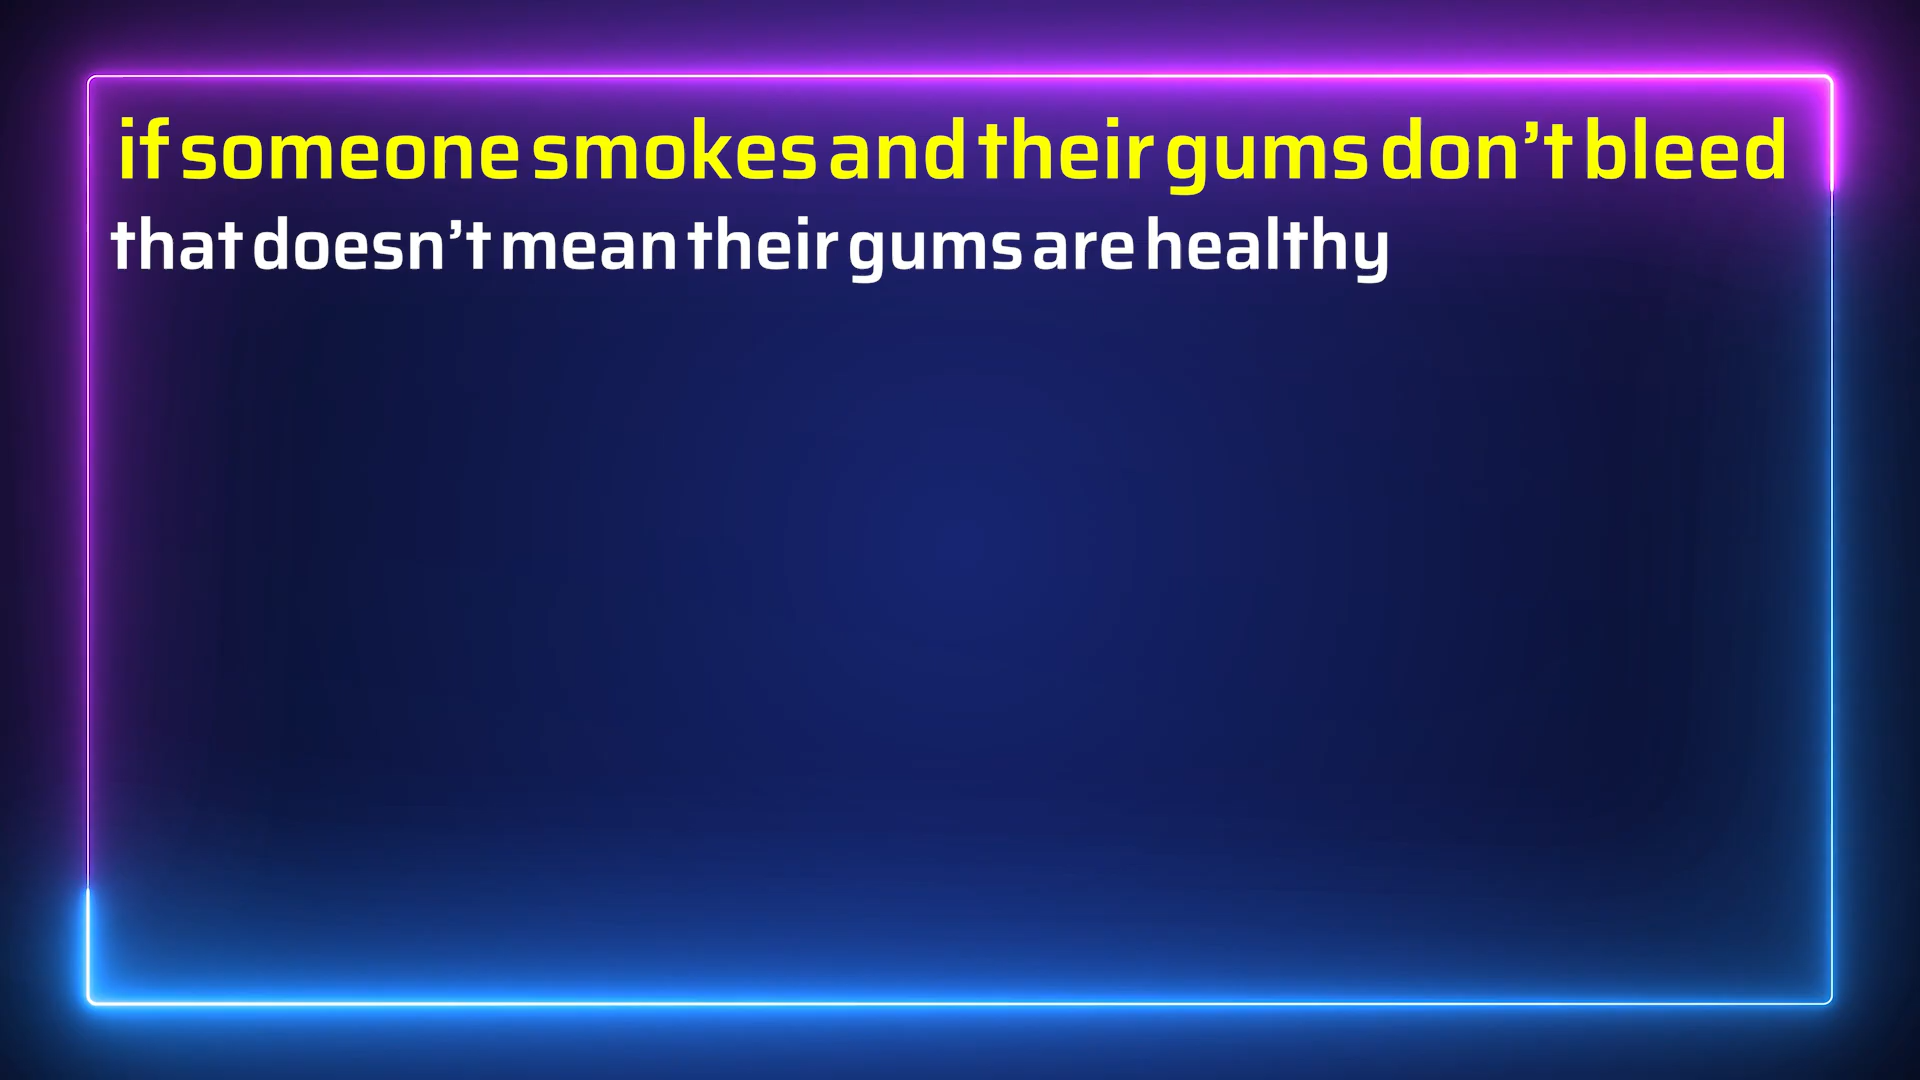 if someone smokes and their gums don’t bleed
that doesn’t mean their gums are healthy